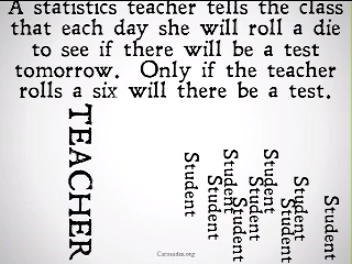 A statistics teacher tells the class
that each day she will roll a die
to see if there will be a test
tomorrow. Only if the teacher
rolls a six will there be a test.
TEACHER
Student
Student
Student
Student
Student
Student
Student
Student
Student
Carneades.org